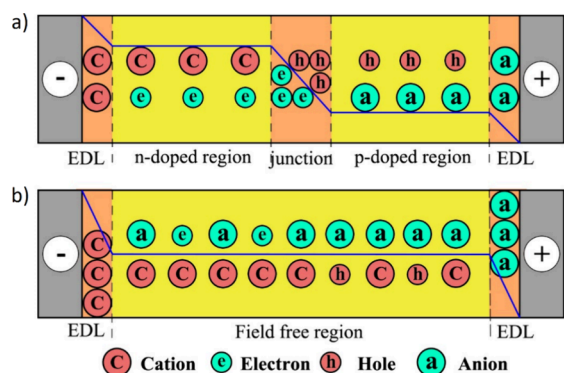 a)
C C C h h h h h a
- C e e e e e e h a a a a +
EDL n-doped region junction p-doped region EDL
b)
a
C a e a e a a a a a a
- C C C C C C h C h C a +
C
EDL Field free region EDL
C Cation e Electron h Hole a Anion